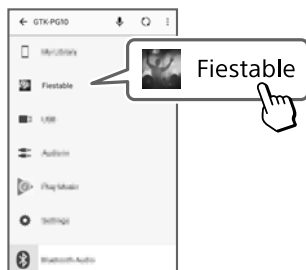 GTK-PG10
My Library
Fiestable
Fiestable
USB
Audio in
Play Music
Settings
Bluetooth Audio